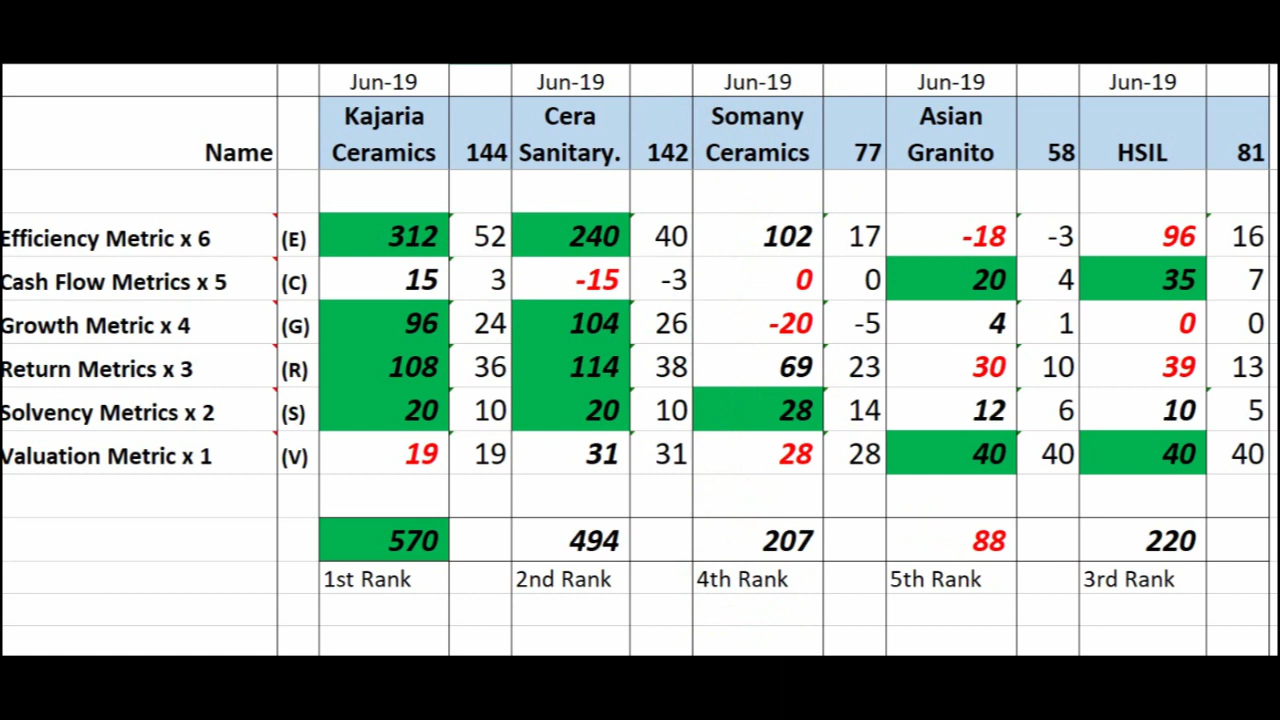 Jun-19 Jun-19 Jun-19 Jun-19 Jun-19
Kajaria Cera Somany Asian
Name Ceramics 144 Sanitary. 142 Ceramics 77 Granito 58 HSIL 81
Efficiency Metric x 6 (E) 312 52 240 40 102 17 -18 -3 96 16
Cash Flow Metrics x 5 (C) 15 3 -15 -3 0 0 20 4 35 7
Growth Metric x 4 (G) 96 24 104 26 -20 -5 4 1 0 0
Return Metrics x 3 (R) 108 36 114 38 69 23 30 10 39 13
Solvency Metrics x 2 (S) 20 10 20 10 28 14 12 6 10 5
Valuation Metric x 1 (V) 19 19 31 31 28 28 40 40 40 40
570 494 207 88 220
1st Rank 2nd Rank 4th Rank 5th Rank 3rd Rank